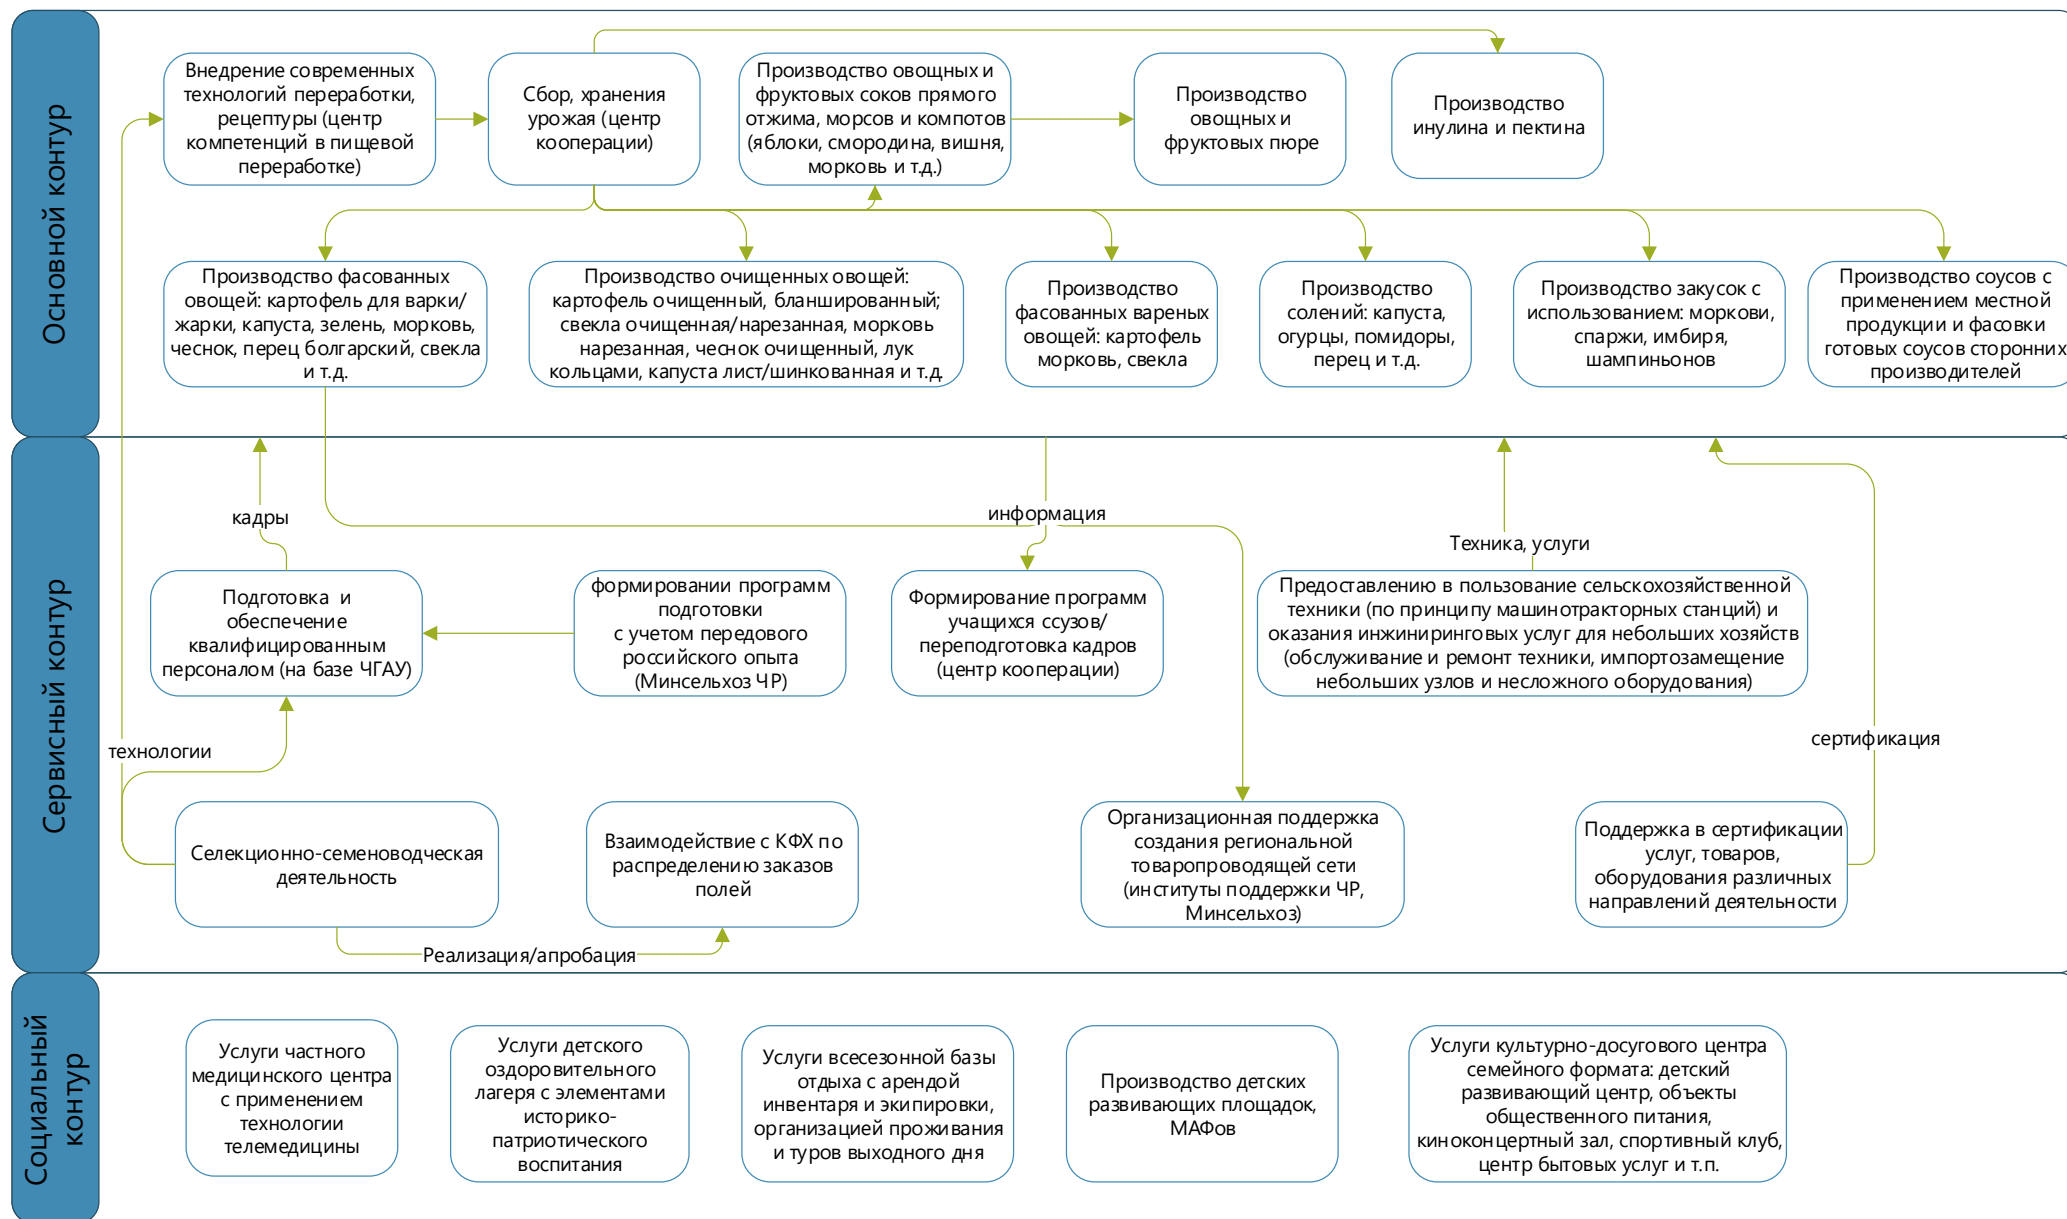 Основной контур
Внедрение современных
технологий переработки,
рецептуры (центр
компетенций в пищевой
переработке)
Сбор, хранения
урожая (центр
кооперации)
Производство овощных и
фруктовых соков прямого
отжима, морсов и компотов
(яблоки, смородина, вишня,
морковь и т.д.)
Производство
овощных и
фруктовых пюре
Производство
инулина и пектина
Производство фасованных
овощей: картофель для варки/
жарки, капуста, зелень, морковь,
чеснок, перец болгарский, свекла
и т.д.
Производство очищенных овощей:
картофель очищенный, бланшированный;
свекла очищенная/нарезанная, морковь
нарезанная, чеснок очищенный, лук
кольцами, капуста лист/шинкованная и т.д.
Производство
фасованных вареных
овощей: картофель
морковь, свекла
Производство
солений: капуста,
огурцы, помидоры,
перец и т.д.
Производство закусок с
использованием: моркови,
спаржи, имбиря,
шампиньонов
Производство соусов с
применением местной
продукции и фасовки
готовых соусов сторонних
производителей
Сервисный контур
кадры
информация
Техника, услуги
Подготовка и
обеспечение
квалифицированным
персоналом (на базе ЧГАУ)
формировании программ
подготовки
с учетом передового
российского опыта
(Минсельхоз ЧР)
Формирование программ
учащихся ссузов/
переподготовка кадров
(центр кооперации)
Предоставлению в пользование сельскохозяйственной
техники (по принципу машинотракторных станций) и
оказания инжиниринговых услуг для небольших хозяйств
(обслуживание и ремонт техники, импортозамещение
небольших узлов и несложного оборудования)
технологии
сертификация
Селекционно-семеноводческая
деятельность
Взаимодействие с КФХ по
распределению заказов
полей
Организационная поддержка
создания региональной
товаропроводящей сети
(институты поддержки ЧР,
Минсельхоз)
Поддержка в сертификации
услуг, товаров,
оборудования различных
направлений деятельности
Реализация/апробация
Социальный
контур
Услуги частного
медицинского центра
с применением
технологии
телемедицины
Услуги детского
оздоровительного
лагеря с элементами
историко-
патриотического
воспитания
Услуги всесезонной базы
отдыха с арендой
инвентаря и экипировки,
организацией проживания
и туров выходного дня
Производство детских
развивающих площадок,
МАФов
Услуги культурно-досугового центра
семейного формата: детский
развивающий центр, объекты
общественного питания,
киноконцертный зал, спортивный клуб,
центр бытовых услуг и т.п.